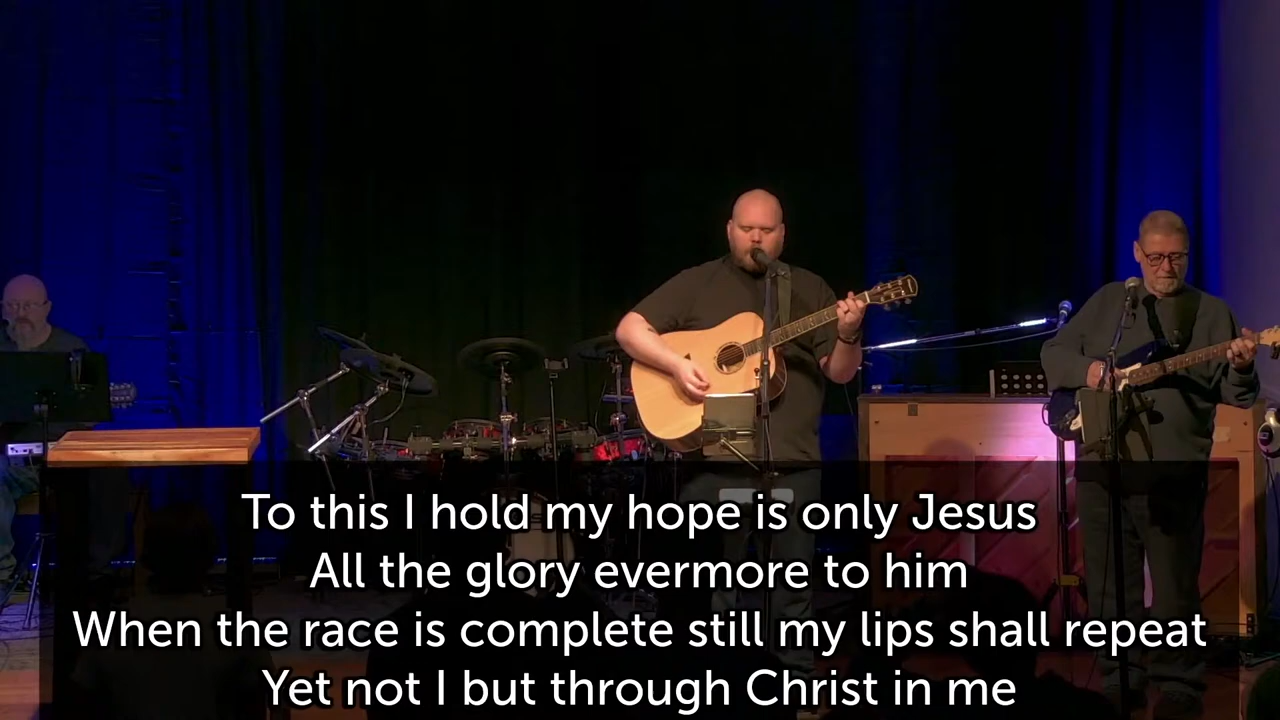 To this I hold my hope is only Jesus
All the glory evermore to him
When the race is complete still my lips shall repeat
Yet not I but through Christ in me